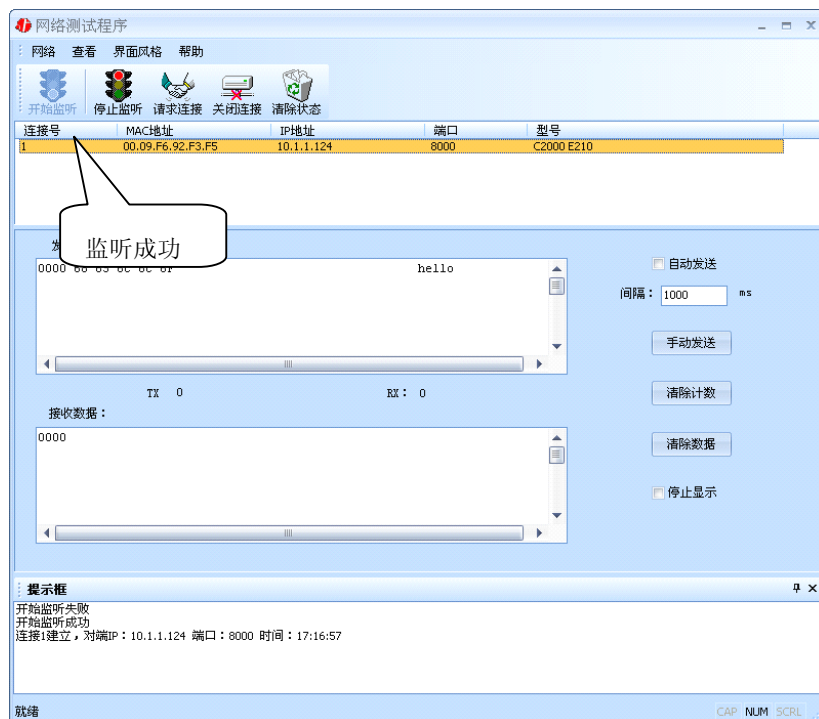 网络测试程序
网络 查看 界面风格 帮助
开始监听 停止监听 请求连接 关闭连接 清除状态
连接号 MAC地址 IP地址 端口 型号
1 00.09.F6.92.F3.F5 10.1.1.124 8000 C2000 E210
监听成功
0000 68 65 6C 6C 6F hello
自动发送
间隔： 1000 ms
手动发送
TX 0 RX： 0
清除计数
接收数据：
0000
清除数据
停止显示
提示框
开始监听失败
开始监听成功
连接1建立，对端IP：10.1.1.124 端口：8000 时间：17:16:57
就绪 CAP NUM SCRL